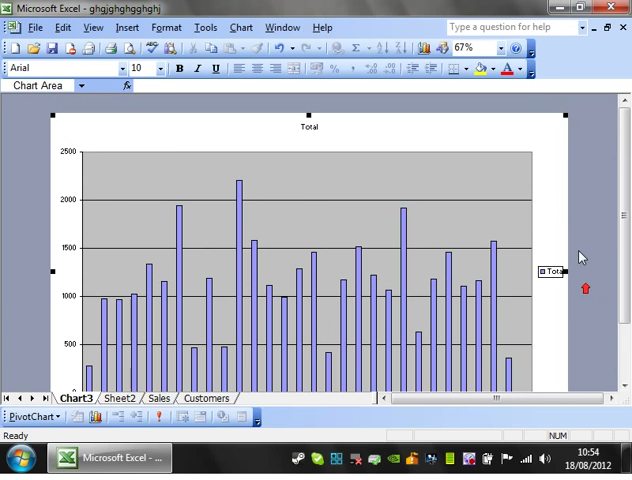 Microsoft Excel - ghgjghghgghghj
File Edit View Insert Format Tools Chart Window Help
Type a question for help
67%
Arial 10 B I U
Chart Area fx
Total
2500
2000
1500
1000
500
Total
Chart3 Sheet2 Sales Customers
PivotChart
Ready NUM
Microsoft Excel - ...
10:54
18/08/2012